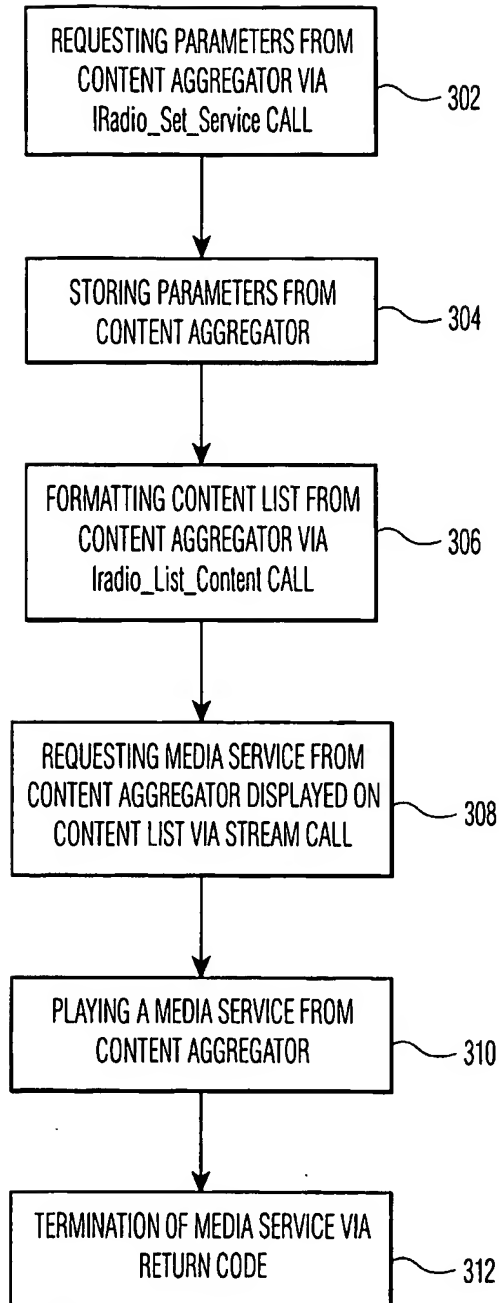 REQUESTING PARAMETERS FROM
CONTENT AGGREGATOR VIA
IRadio_Set_Service CALL
302
STORING PARAMETERS FROM
CONTENT AGGREGATOR
304
FORMATTING CONTENT LIST FROM
CONTENT AGGREGATOR VIA
Iradio_List_Content CALL
306
REQUESTING MEDIA SERVICE FROM
CONTENT AGGREGATOR DISPLAYED ON
CONTENT LIST VIA STREAM CALL
308
PLAYING A MEDIA SERVICE FROM
CONTENT AGGREGATOR
310
TERMINATION OF MEDIA SERVICE VIA
RETURN CODE
312